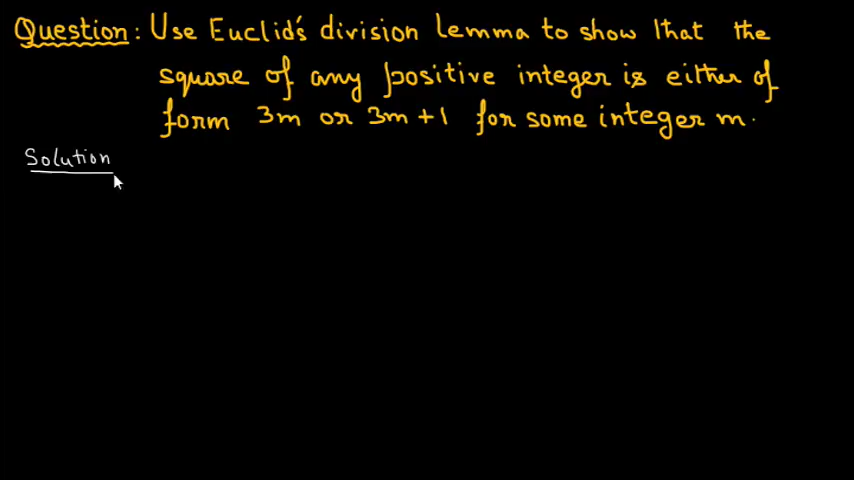 Question: Use Euclid's division lemma to show that the
square of any positive integer is either of
form 3m or 3m+1 for some integer m.
Solution